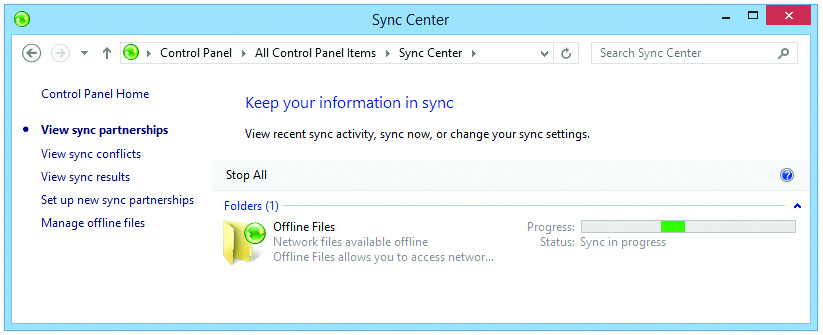 Sync Center
Control Panel All Control Panel Items Sync Center
Search Sync Center
Control Panel Home
View sync partnerships
View sync conflicts
View sync results
Set up new sync partnerships
Manage offline files
Keep your information in sync
View recent sync activity, sync now, or change your sync settings.
Stop All
Folders (1)
Offline Files
Network files available offline
Offline Files allows you to access networ...
Progress:
Status: Sync in progress